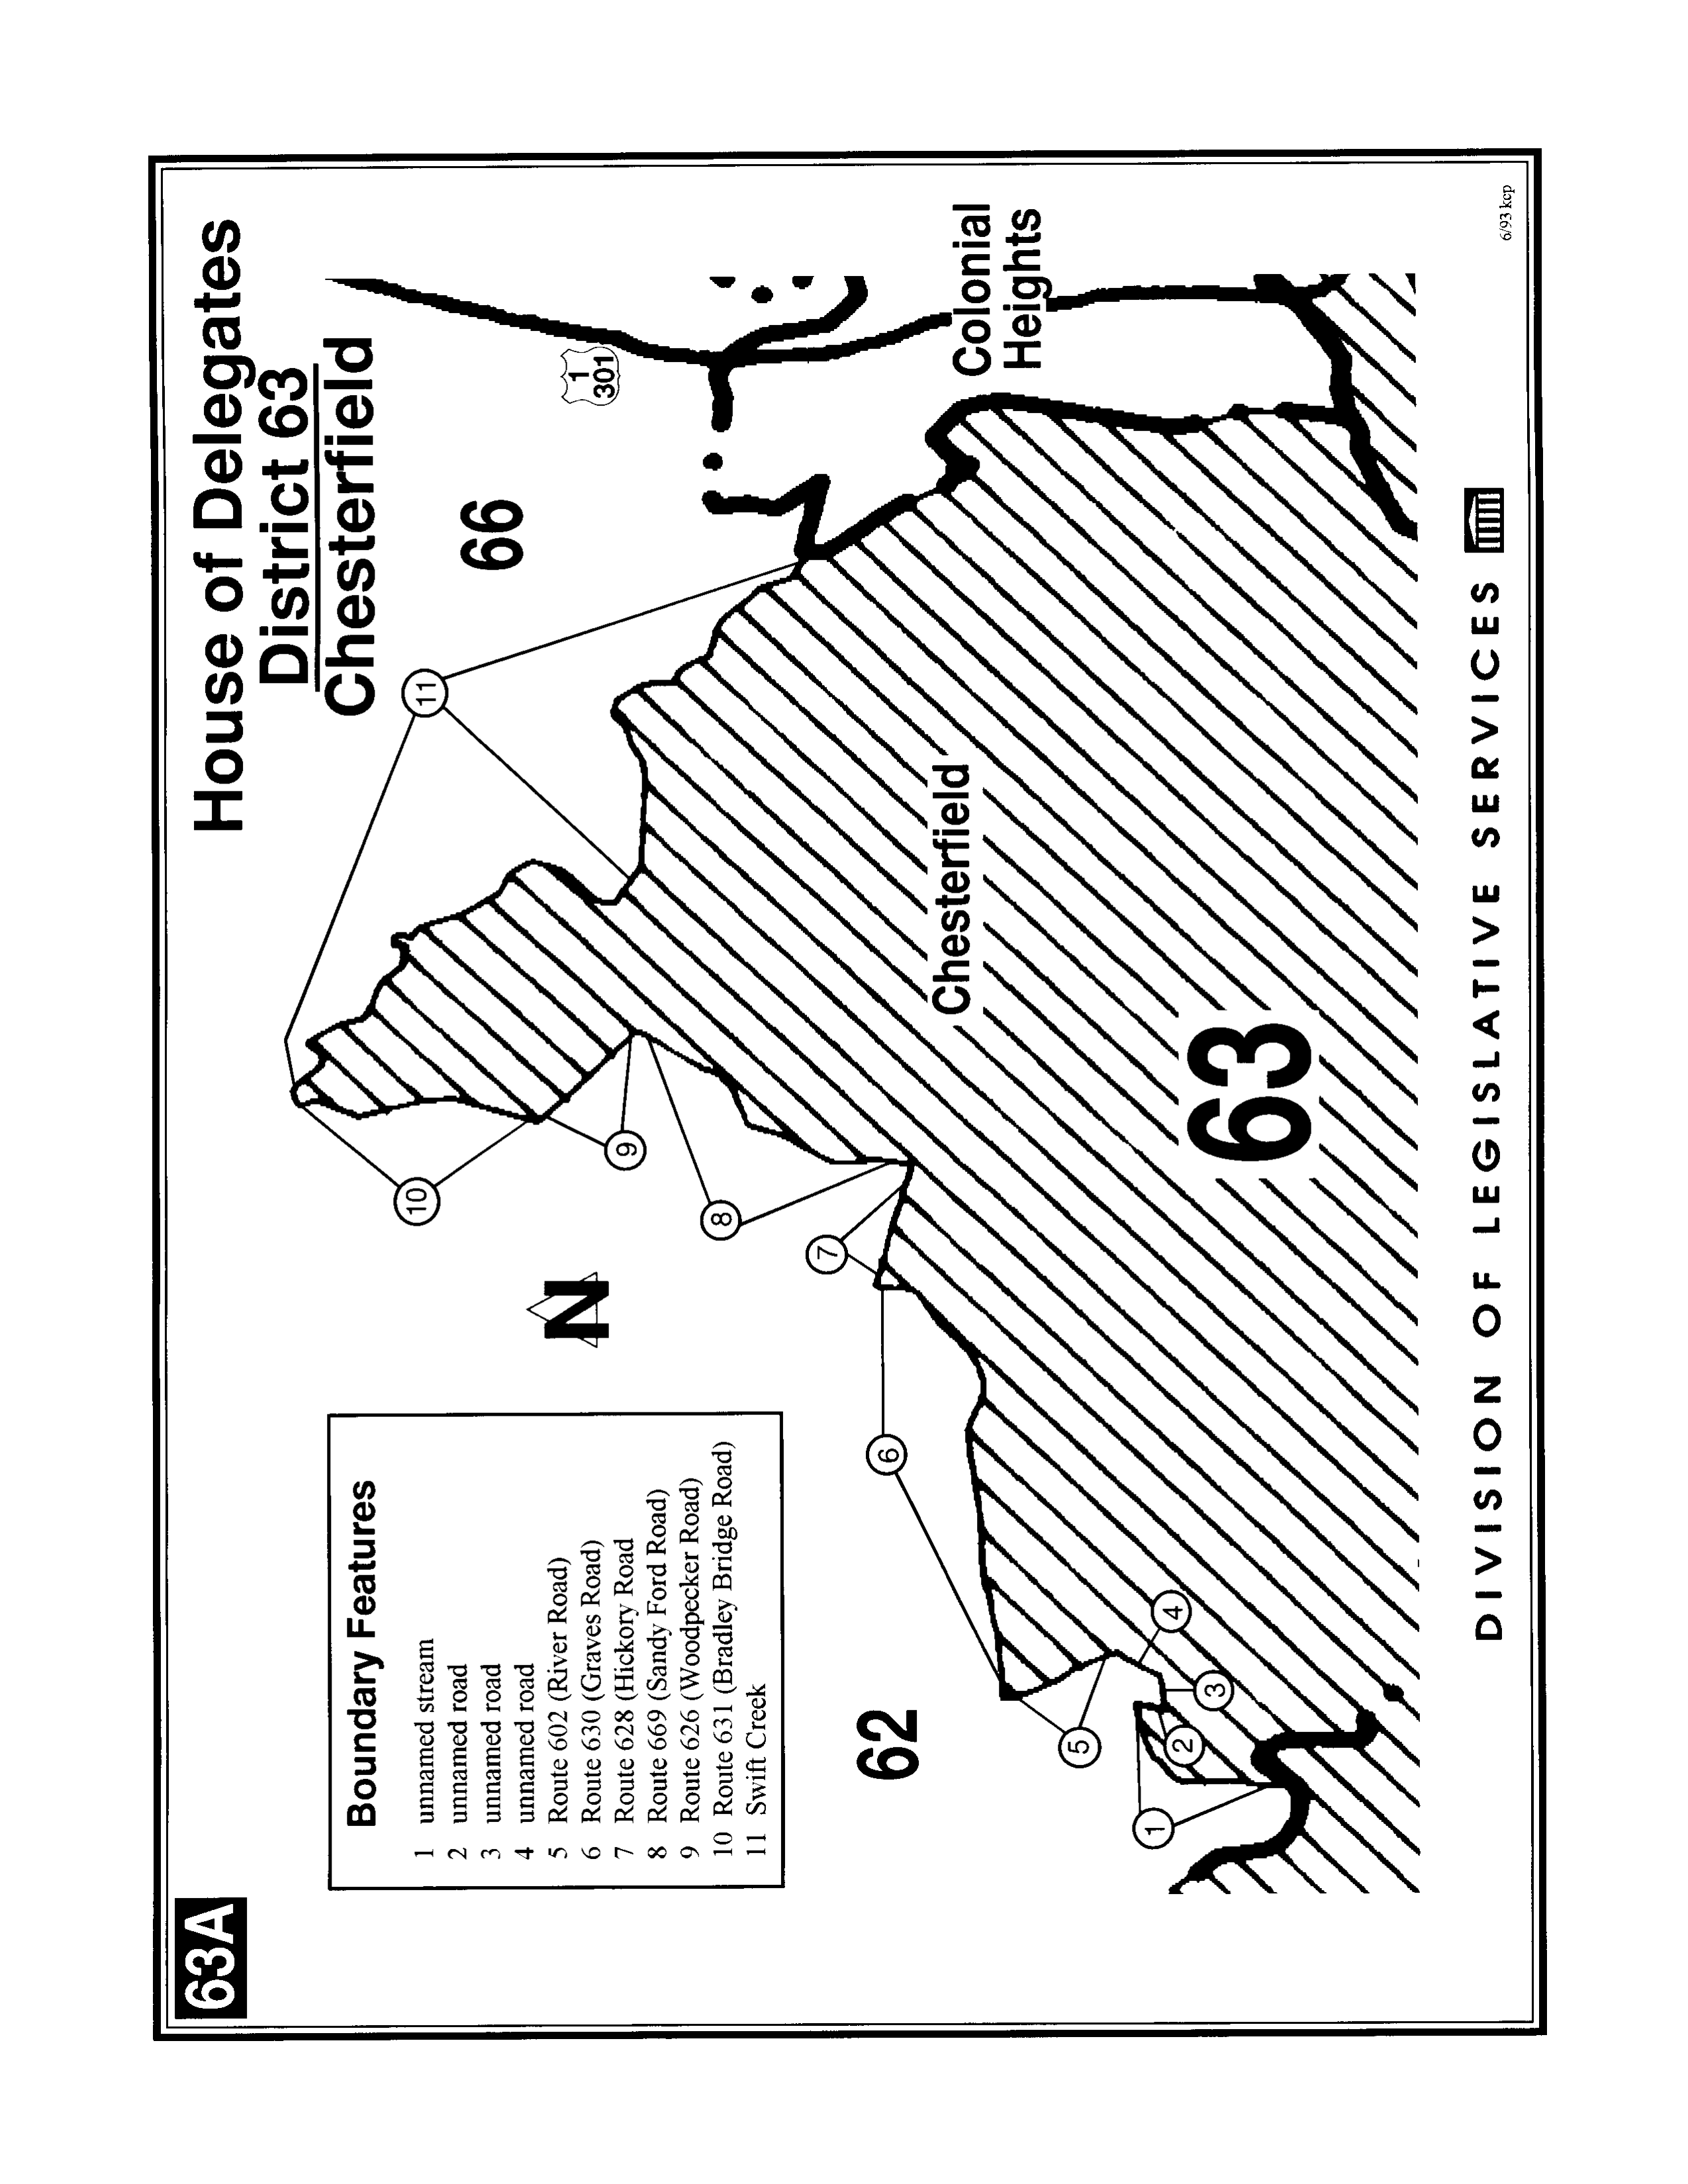 63A
House of Delegates
District 63
Chesterfield
Boundary Features
1 unnamed stream
2 unnamed road
3 unnamed road
4 unnamed road
5 Route 602 (River Road)
6 Route 630 (Graves Road)
7 Route 628 (Hickory Road
8 Route 669 (Sandy Ford Road)
9 Route 626 (Woodpecker Road)
10 Route 631 (Bradley Bridge Road)
11 Swift Creek
N
10
11
9
8
7
6
5
4
3
2
1
66
1
301
62
Colonial
Heights
Chesterfield
63
DIVISION OF LEGISLATIVE SERVICES
6/93 kcp